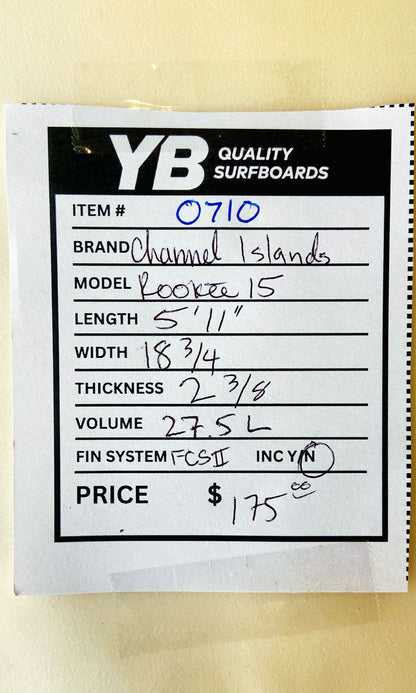 YB QUALITY SURFBOARDS
ITEM # 0710
BRAND Channel Islands
MODEL Rookie 15
LENGTH 5'11"
WIDTH 18 3/4
THICKNESS 2 3/8
VOLUME 27.5 L
FIN SYSTEM FCS II INC Y/N
PRICE $ 175.00